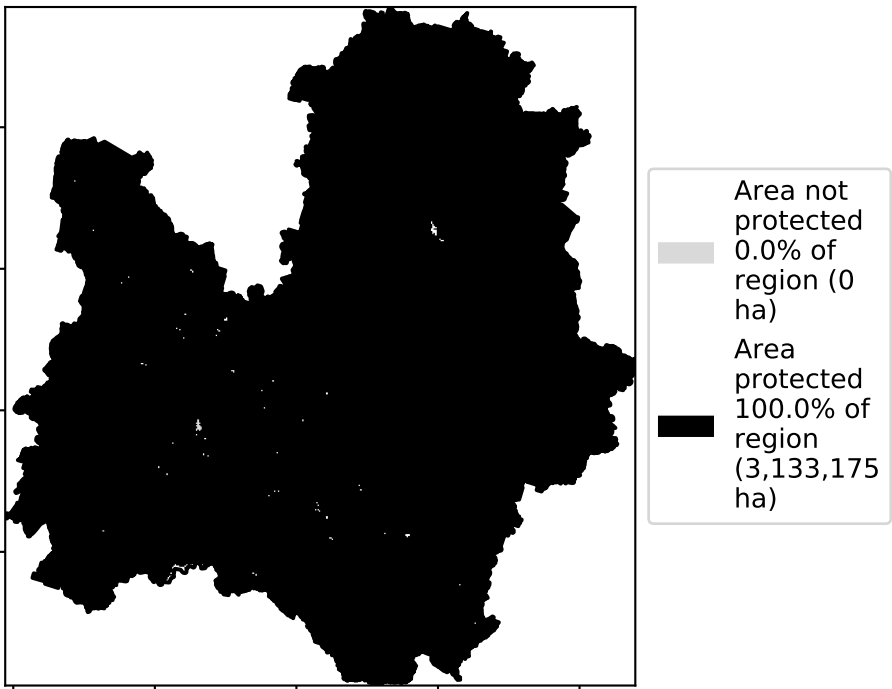 Area not
protected
0.0% of
region (0
ha)
Area
protected
100.0% of
region
(3,133,175
ha)